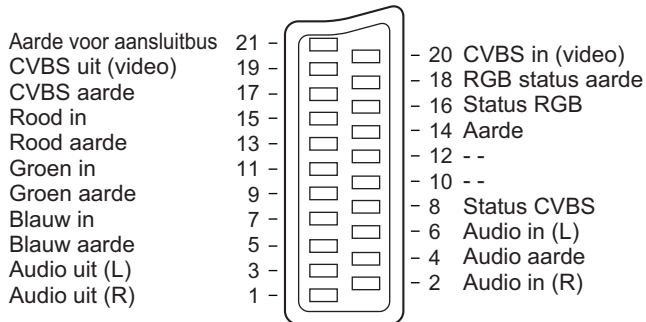 Aarde voor aansluitbus 21 –
CVBS uit (video) 19 –
CVBS aarde 17 –
Rood in 15 –
Rood aarde 13 –
Groen in 11 –
Groen aarde 9 –
Blauw in 7 –
Blauw aarde 5 –
Audio uit (L) 3 –
Audio uit (R) 1 –
– 20 CVBS in (video)
– 18 RGB status aarde
– 16 Status RGB
– 14 Aarde
– 12 - -
– 10 - -
– 8 Status CVBS
– 6 Audio in (L)
– 4 Audio aarde
– 2 Audio in (R)